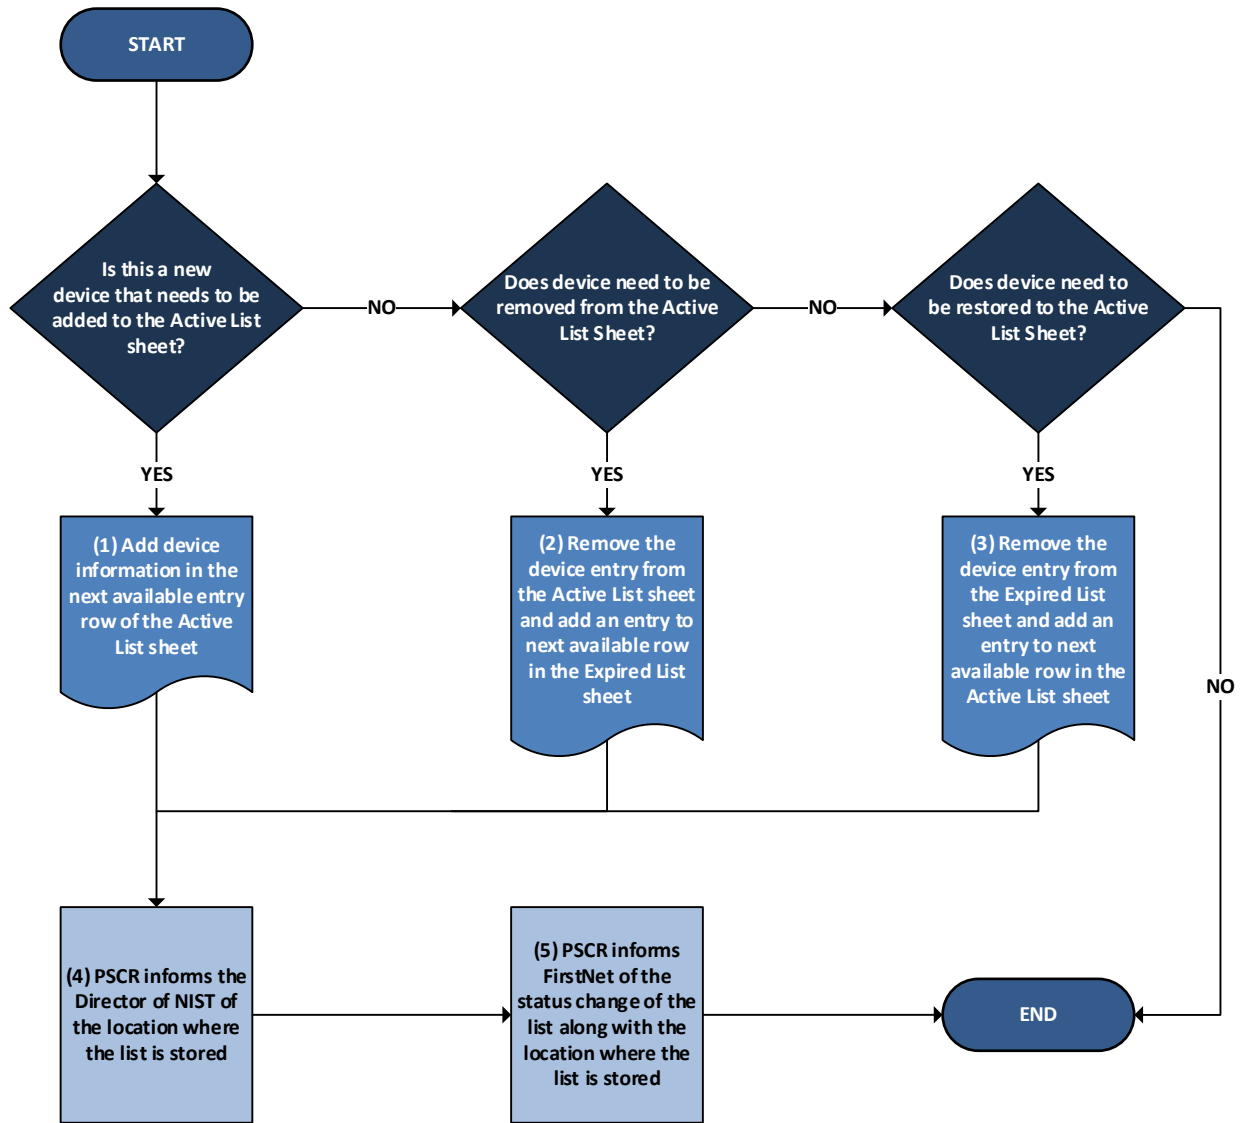 START
Is this a new
device that needs to be
added to the Active List
sheet?
NO
Does device need to be
removed from the Active
List Sheet?
NO
Does device need to
be restored to the Active
List Sheet?
YES
YES
YES
(1) Add device
information in the
next available entry
row of the Active
List sheet
(2) Remove the
device entry from
the Active List sheet
and add an entry to
next available row
in the Expired List
sheet
(3) Remove the
device entry from
the Expired List
sheet and add an
entry to next
available row in the
Active List sheet
NO
(4) PSCR informs the
Director of NIST of
the location where
the list is stored
(5) PSCR informs
FirstNet of the
status change of the
list along with the
location where the
list is stored
END